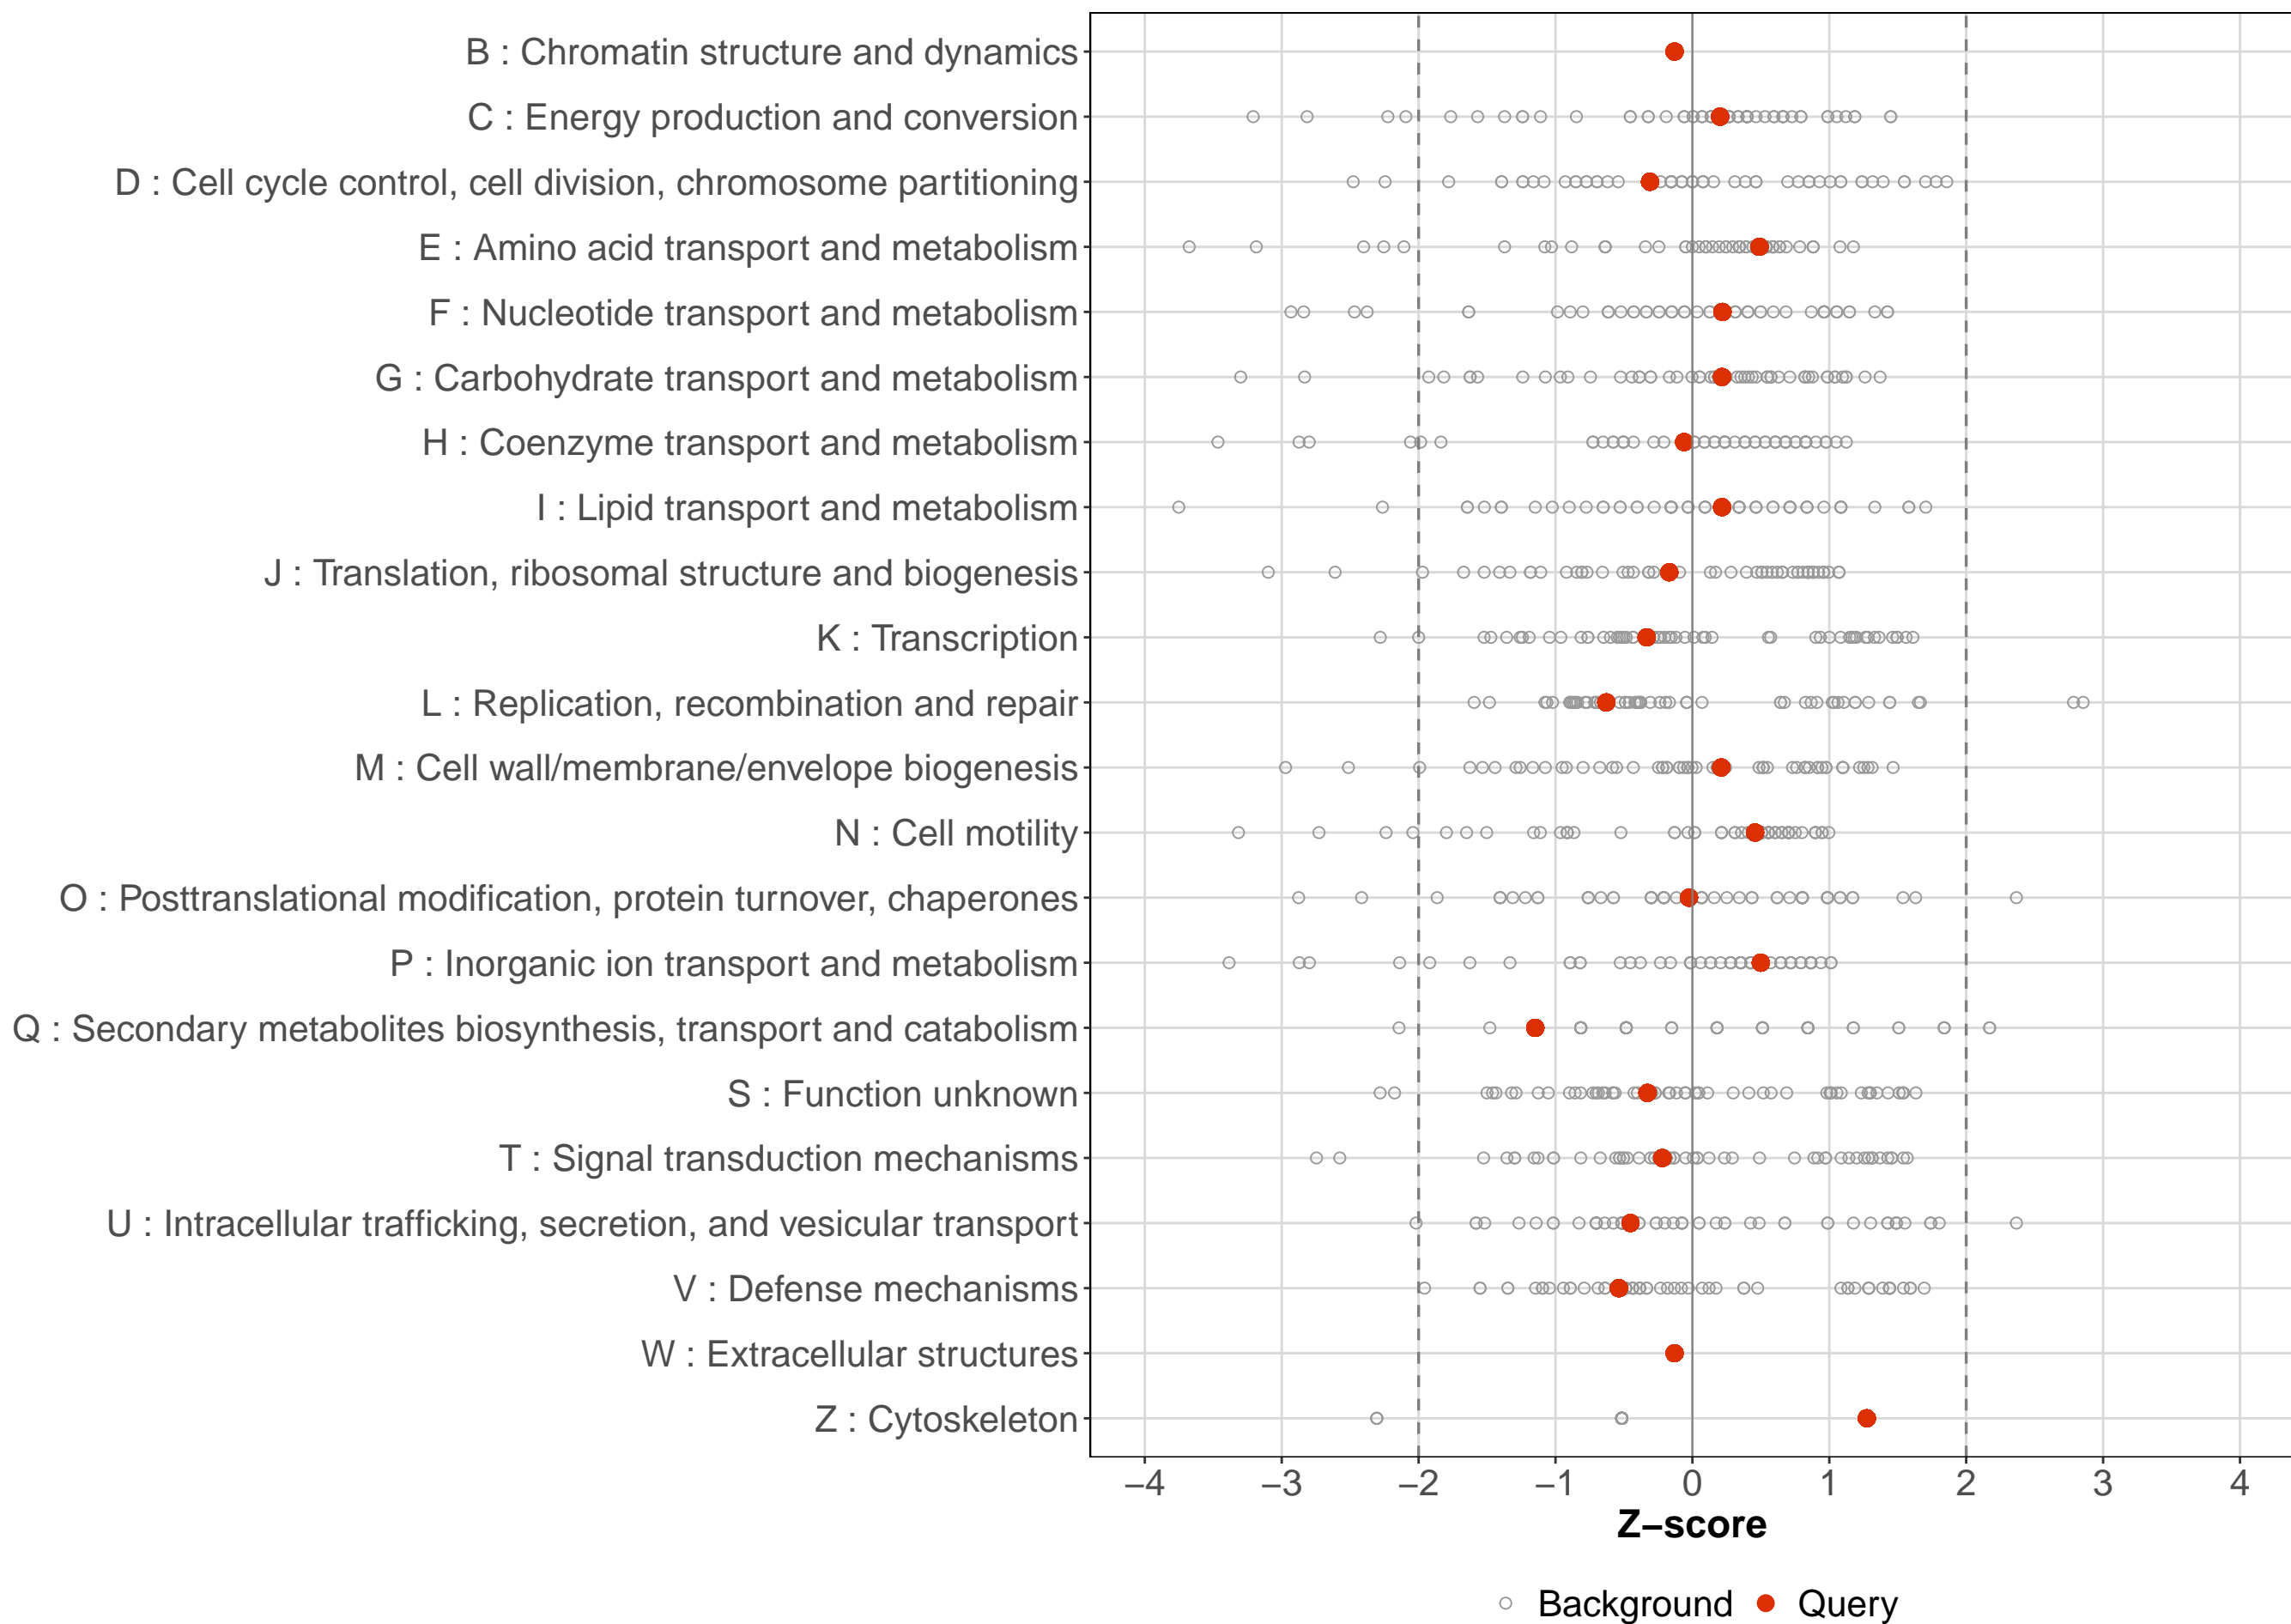 B : Chromatin structure and dynamics
C : Energy production and conversion
D : Cell cycle control, cell division, chromosome partitioning
E : Amino acid transport and metabolism
F : Nucleotide transport and metabolism
G : Carbohydrate transport and metabolism
H : Coenzyme transport and metabolism
I : Lipid transport and metabolism
J : Translation, ribosomal structure and biogenesis
K : Transcription
L : Replication, recombination and repair
M : Cell wall/membrane/envelope biogenesis
N : Cell motility
O : Posttranslational modification, protein turnover, chaperones
P : Inorganic ion transport and metabolism
Q : Secondary metabolites biosynthesis, transport and catabolism
S : Function unknown
T : Signal transduction mechanisms
U : Intracellular trafficking, secretion, and vesicular transport
V : Defense mechanisms
W : Extracellular structures
Z : Cytoskeleton
−4 −3 −2 −1 0 1 2 3 4
Z−score
Background Query